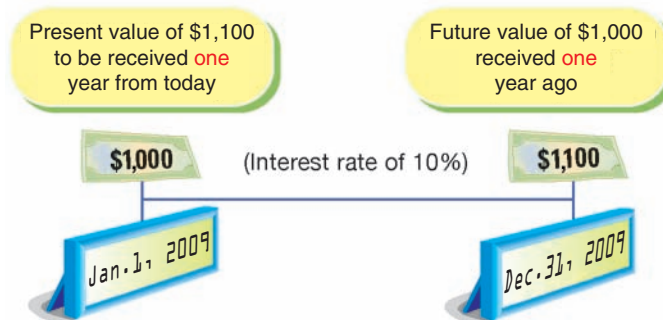 Present value of $1,100
to be received one
year from today
Future value of $1,000
received one
year ago
$1,000
(Interest rate of 10%)
$1,100
Jan.1, 2009
Dec.31, 2009